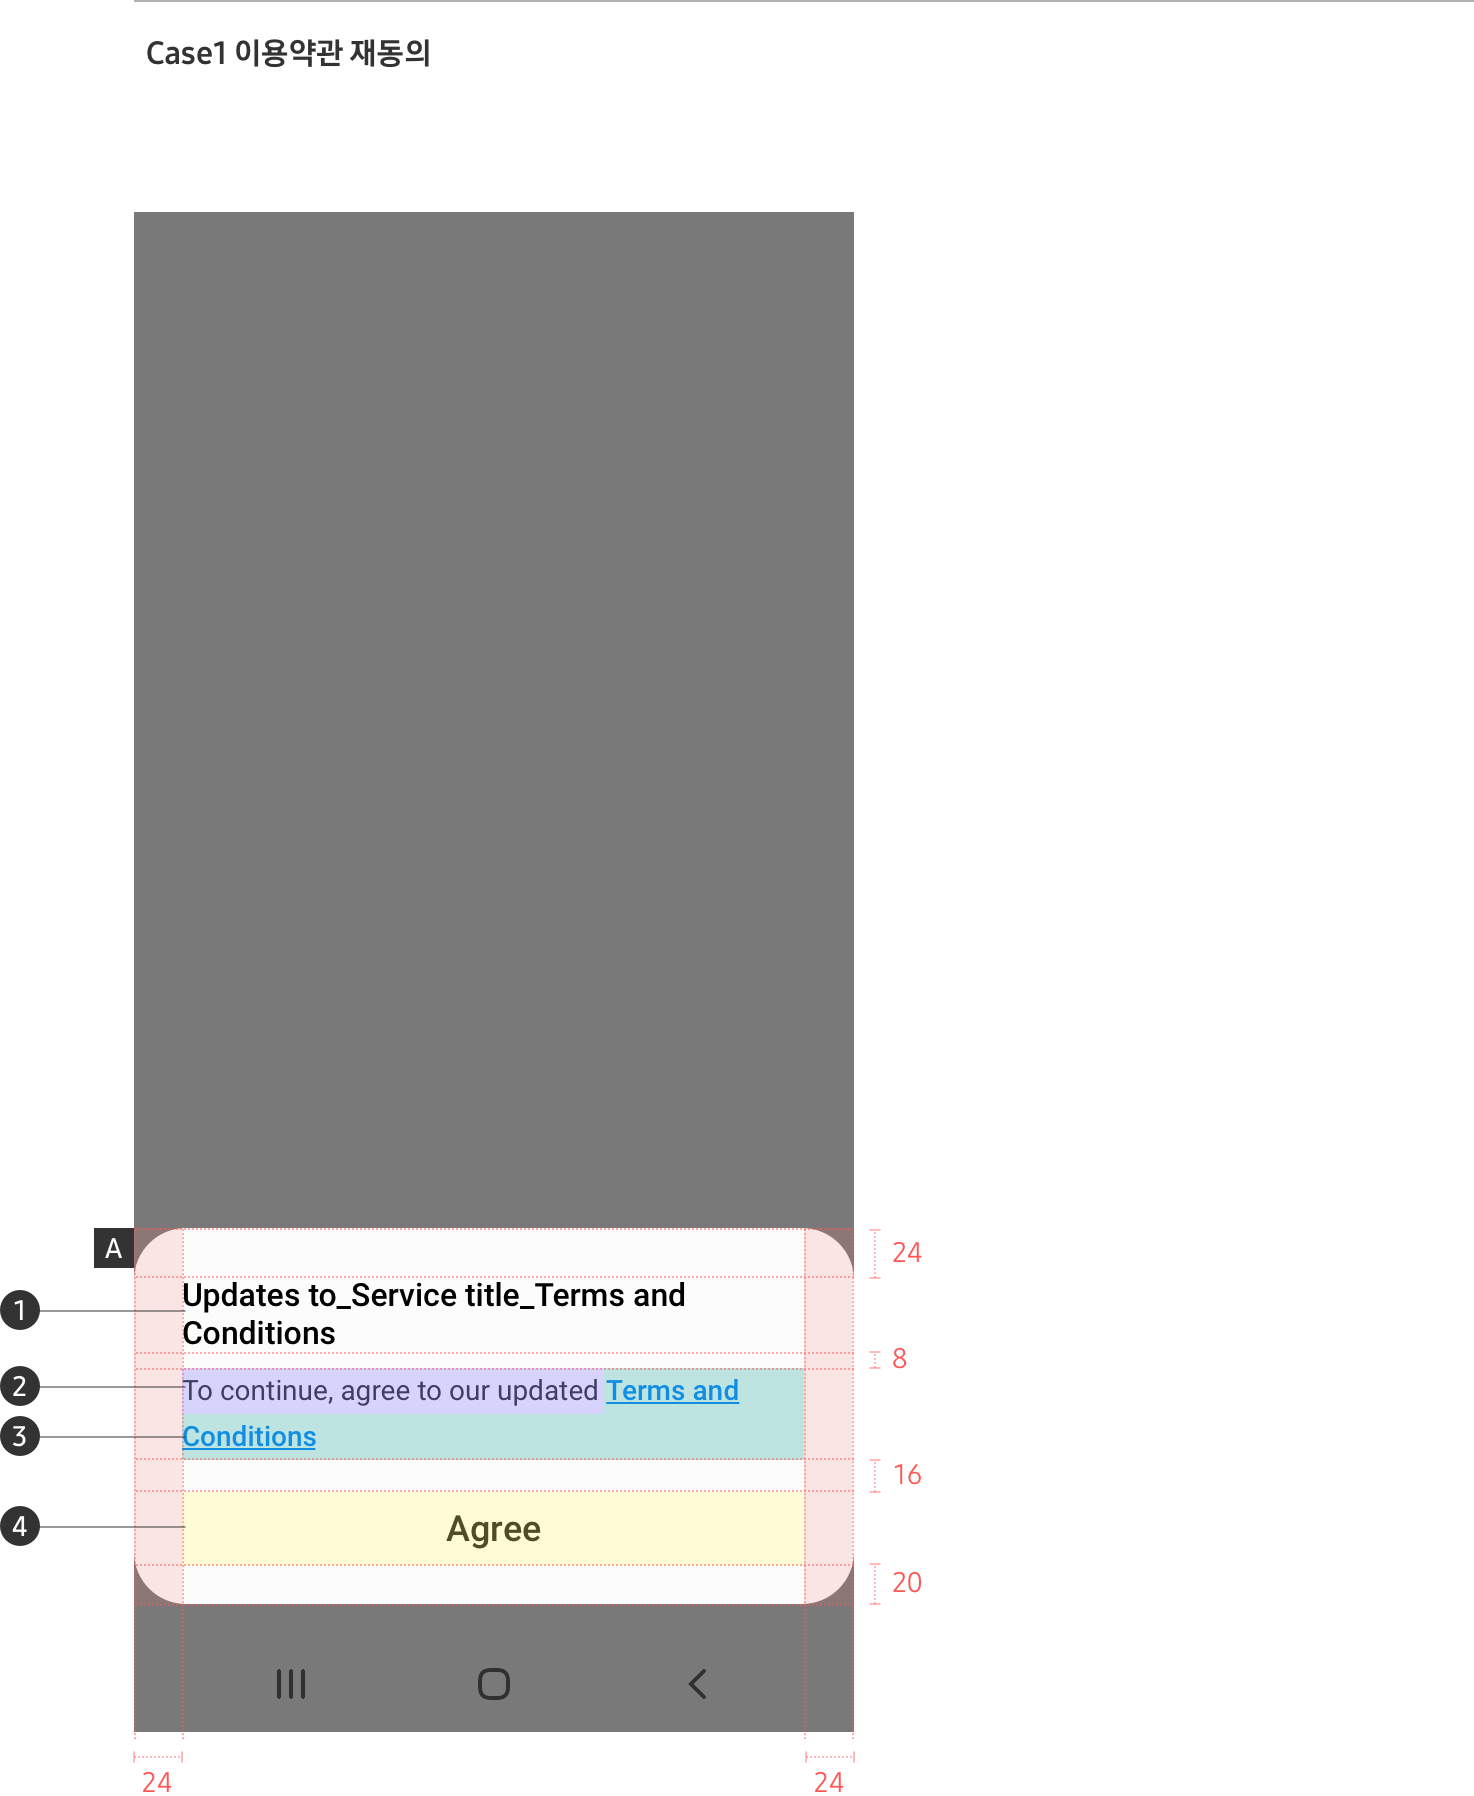 Case1 이용약관 재동의
A
24
1
Updates to_Service title_Terms and
Conditions
8
2
To continue, agree to our updated Terms and
3
Conditions
16
4
Agree
20
24
24